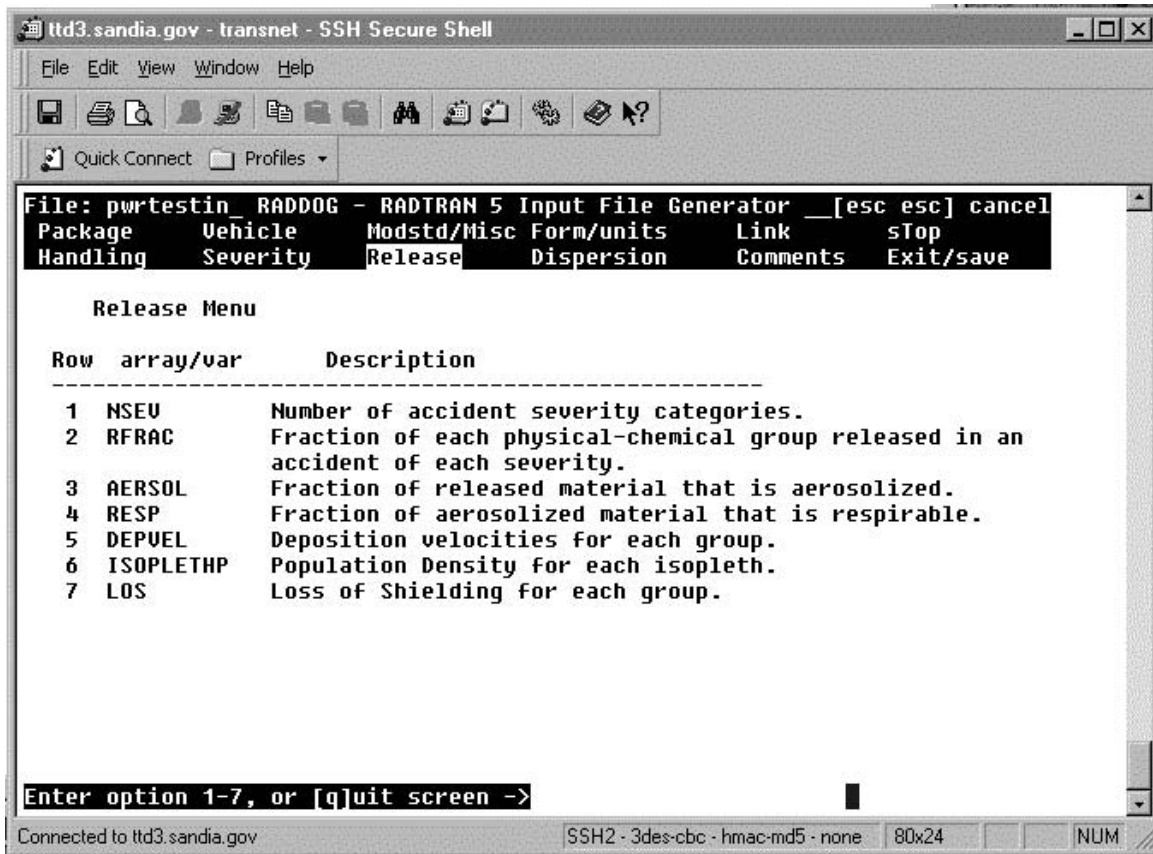 ttd3.sandia.gov - transnet - SSH Secure Shell
File Edit View Window Help
Quick Connect Profiles
File: pwrtestin_ RADDOG - RADTRAN 5 Input File Generator __[esc esc] cancel
Package Vehicle Modstd/Misc Form/units Link sTop
Handling Severity Release Dispersion Comments Exit/save
Release Menu
Row array/var Description
-----------------------------------------------------
1 NSEV Number of accident severity categories.
2 RFRAC Fraction of each physical-chemical group released in an
accident of each severity.
3 AERSOL Fraction of released material that is aerosolized.
4 RESP Fraction of aerosolized material that is respirable.
5 DEPVEL Deposition velocities for each group.
6 ISOPLETHP Population Density for each isopleth.
7 LOS Loss of Shielding for each group.
Enter option 1-7, or [q]uit screen ->
Connected to ttd3.sandia.gov SSH2 - 3des-cbc - hmac-md5 - none 80x24 NUM